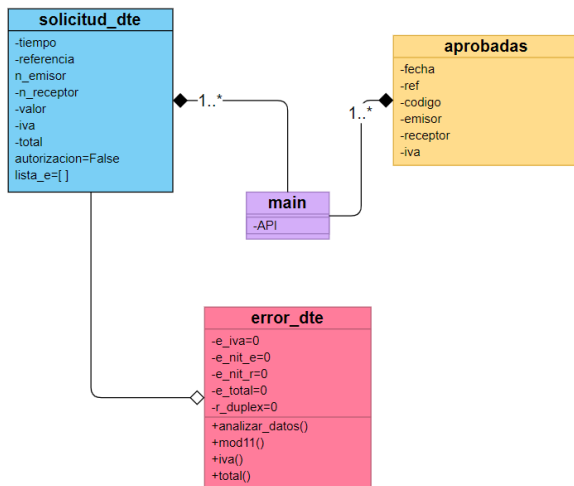 solicitud_dte
-tiempo
-referencia
n_emisor
-n_receptor
-valor
-iva
-total
autorizacion=False
lista_e=[ ]
1..*
aprobadas
-fecha
-ref
-codigo
-emisor
-receptor
-iva
1..*
main
-API
error_dte
-e_iva=0
-e_nit_e=0
-e_nit_r=0
-e_total=0
-r_duplex=0
+analizar_datos()
+mod11()
+iva()
+total()